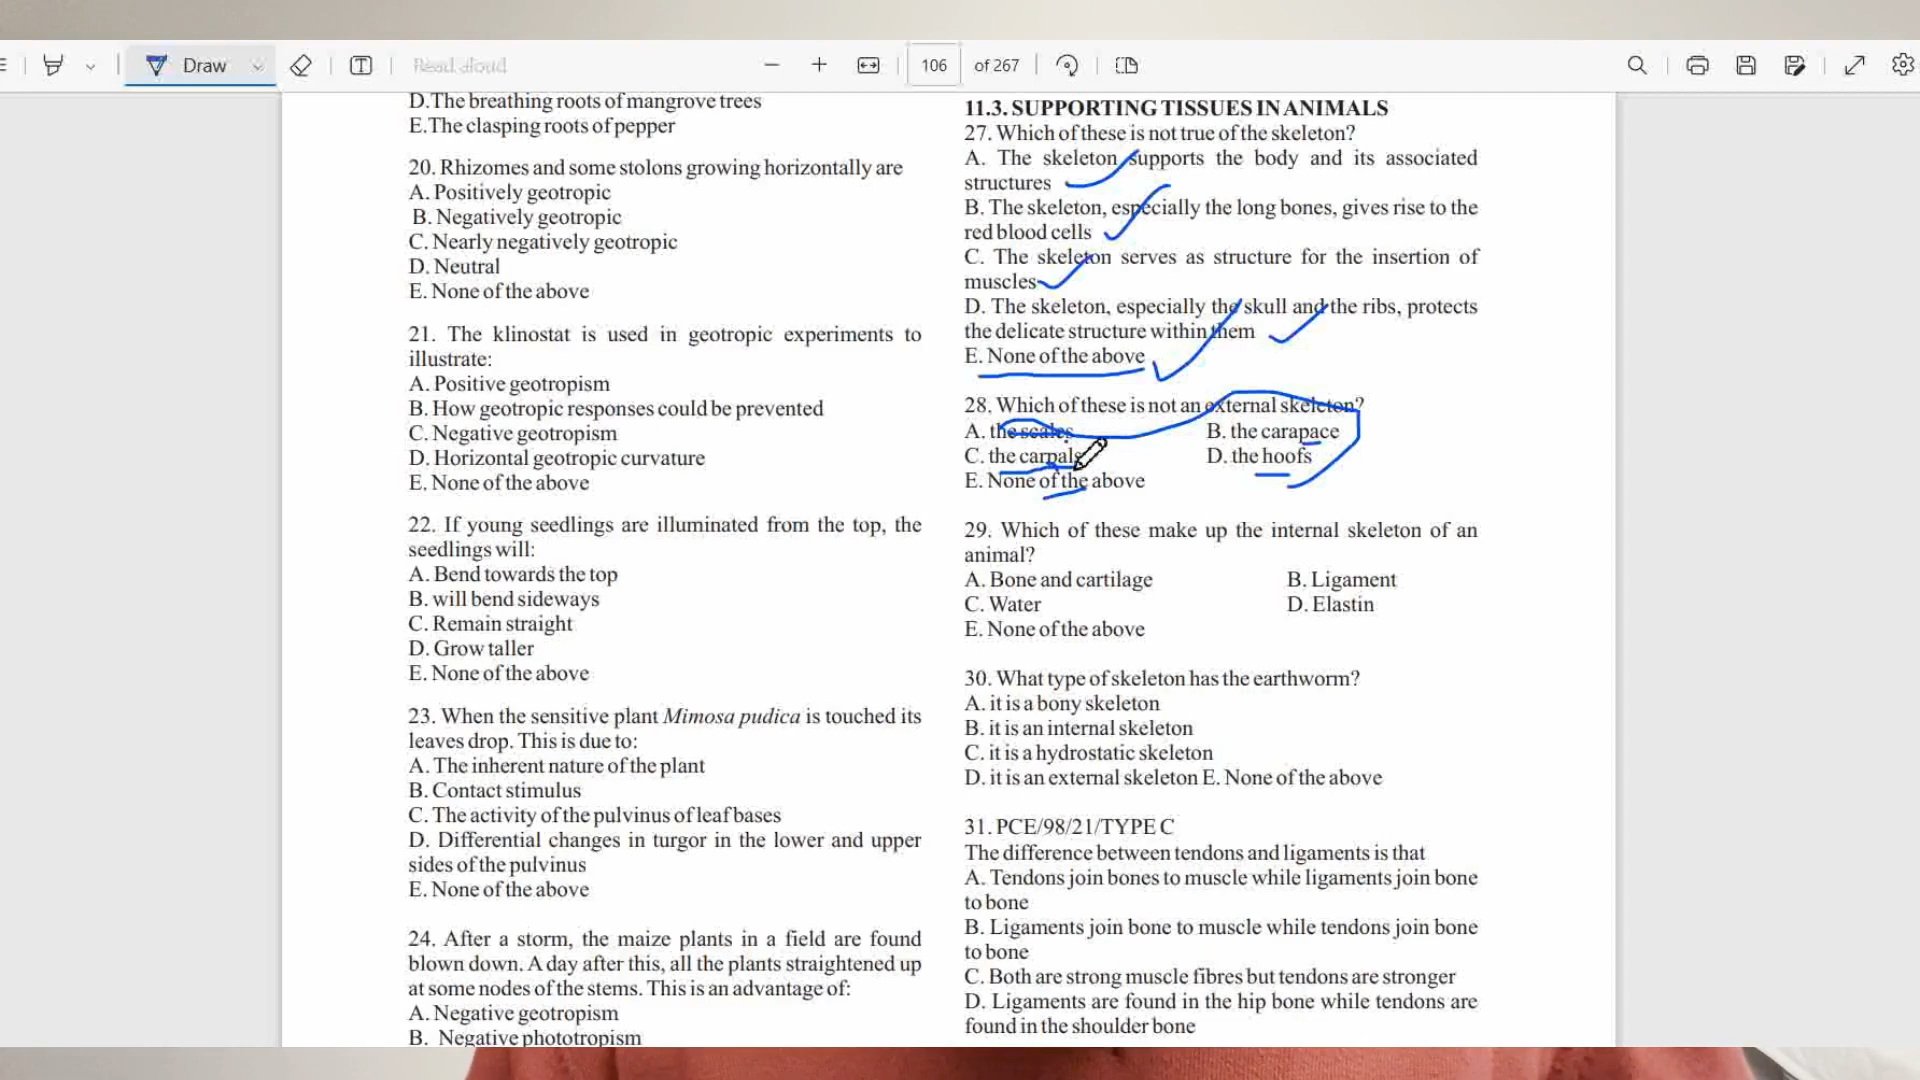 Draw
Read aloud
106 of 267
D.The breathing roots of mangrove trees
E.The clasping roots of pepper
20. Rhizomes and some stolons growing horizontally are
A. Positively geotropic
B. Negatively geotropic
C. Nearly negatively geotropic
D. Neutral
E. None of the above
21. The klinostat is used in geotropic experiments to
illustrate:
A. Positive geotropism
B. How geotropic responses could be prevented
C. Negative geotropism
D. Horizontal geotropic curvature
E. None of the above
22. If young seedlings are illuminated from the top, the
seedlings will:
A. Bend towards the top
B. will bend sideways
C. Remain straight
D. Grow taller
E. None of the above
23. When the sensitive plant Mimosa pudica is touched its
leaves drop. This is due to:
A. The inherent nature of the plant
B. Contact stimulus
C. The activity of the pulvinus of leaf bases
D. Differential changes in turgor in the lower and upper
sides of the pulvinus
E. None of the above
24. After a storm, the maize plants in a field are found
blown down. A day after this, all the plants straightened up
at some nodes of the stems. This is an advantage of:
A. Negative geotropism
B. Negative phototropism
11.3. SUPPORTING TISSUES IN ANIMALS
27. Which of these is not true of the skeleton?
A. The skeleton supports the body and its associated
structures
B. The skeleton, especially the long bones, gives rise to the
red blood cells
C. The skeleton serves as structure for the insertion of
muscles
D. The skeleton, especially the skull and the ribs, protects
the delicate structure within them
E. None of the above
28. Which of these is not an external skeleton?
A. the scales B. the carapace
C. the carpals D. the hoofs
E. None of the above
29. Which of these make up the internal skeleton of an
animal?
A. Bone and cartilage B. Ligament
C. Water D. Elastin
E. None of the above
30. What type of skeleton has the earthworm?
A. it is a bony skeleton
B. it is an internal skeleton
C. it is a hydrostatic skeleton
D. it is an external skeleton E. None of the above
31. PCE/98/21/TYPE C
The difference between tendons and ligaments is that
A. Tendons join bones to muscle while ligaments join bone
to bone
B. Ligaments join bone to muscle while tendons join bone
to bone
C. Both are strong muscle fibres but tendons are stronger
D. Ligaments are found in the hip bone while tendons are
found in the shoulder bone